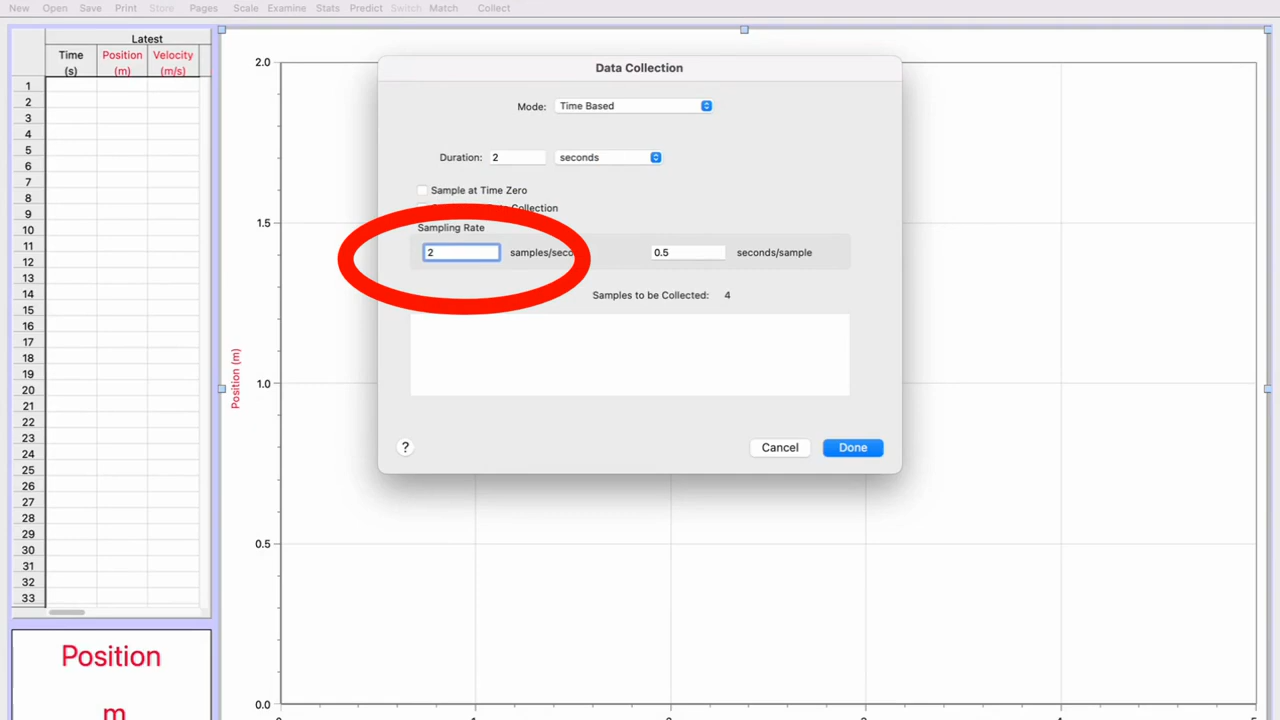 New Open Save Print Store Pages Scale Examine Stats Predict Switch Match Collect
Latest
Time Position Velocity
(s) (m) (m/s)
1
2
3
4
5
6
7
8
9
10
11
12
13
14
15
16
17
18
19
20
21
22
23
24
25
26
27
28
29
30
31
32
33
Position
m
2.0
1.5
1.0
0.5
0.0
Position (m)
1
2
3
4
Data Collection
Mode: Time Based
Duration: 2 seconds
Sample at Time Zero
Collection
Sampling Rate
2 samples/seco 0.5 seconds/sample
Samples to be Collected: 4
? Cancel Done